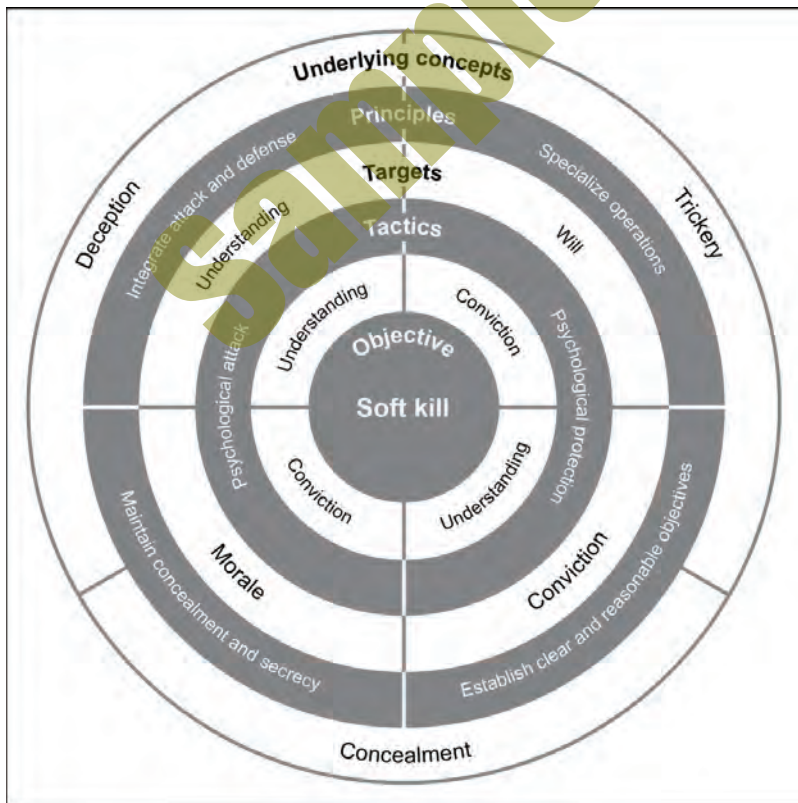 Sample
Underlying concepts
Deception
Trickery
Concealment
Principles
Integrate attack and defense
Specialize operations
Maintain concealment and secrecy
Establish clear and reasonable objectives
Targets
Understanding
Will
Morale
Conviction
Tactics
Psychological attack
Psychological protection
Understanding
Conviction
Conviction
Understanding
Objective
Soft kill